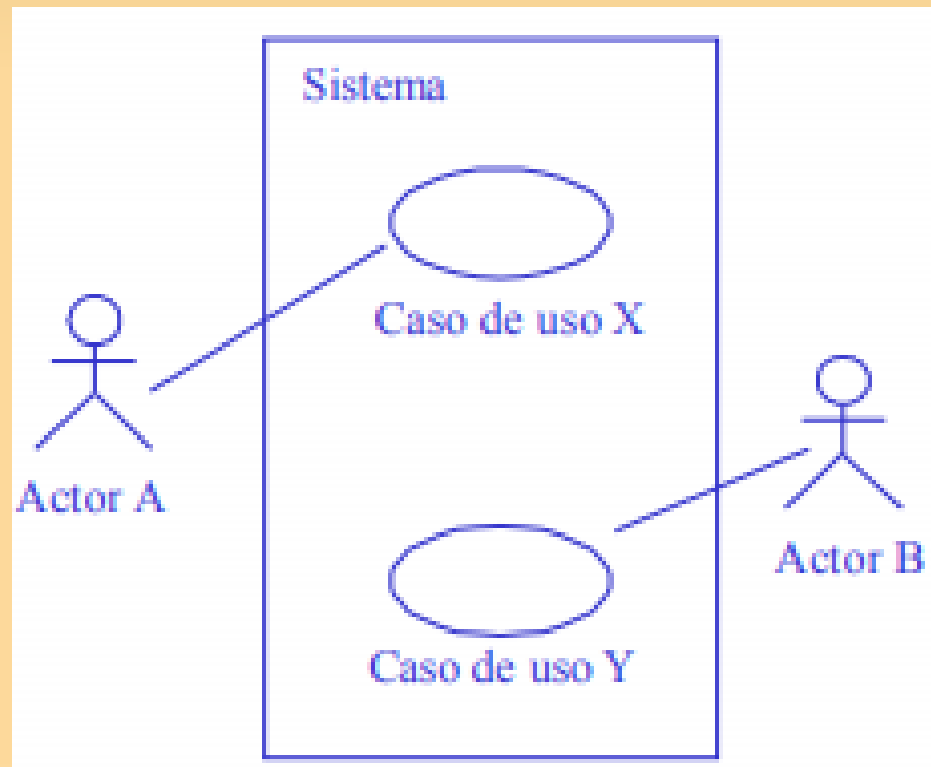 Sistema
Caso de uso X
Actor A
Actor B
Caso de uso Y